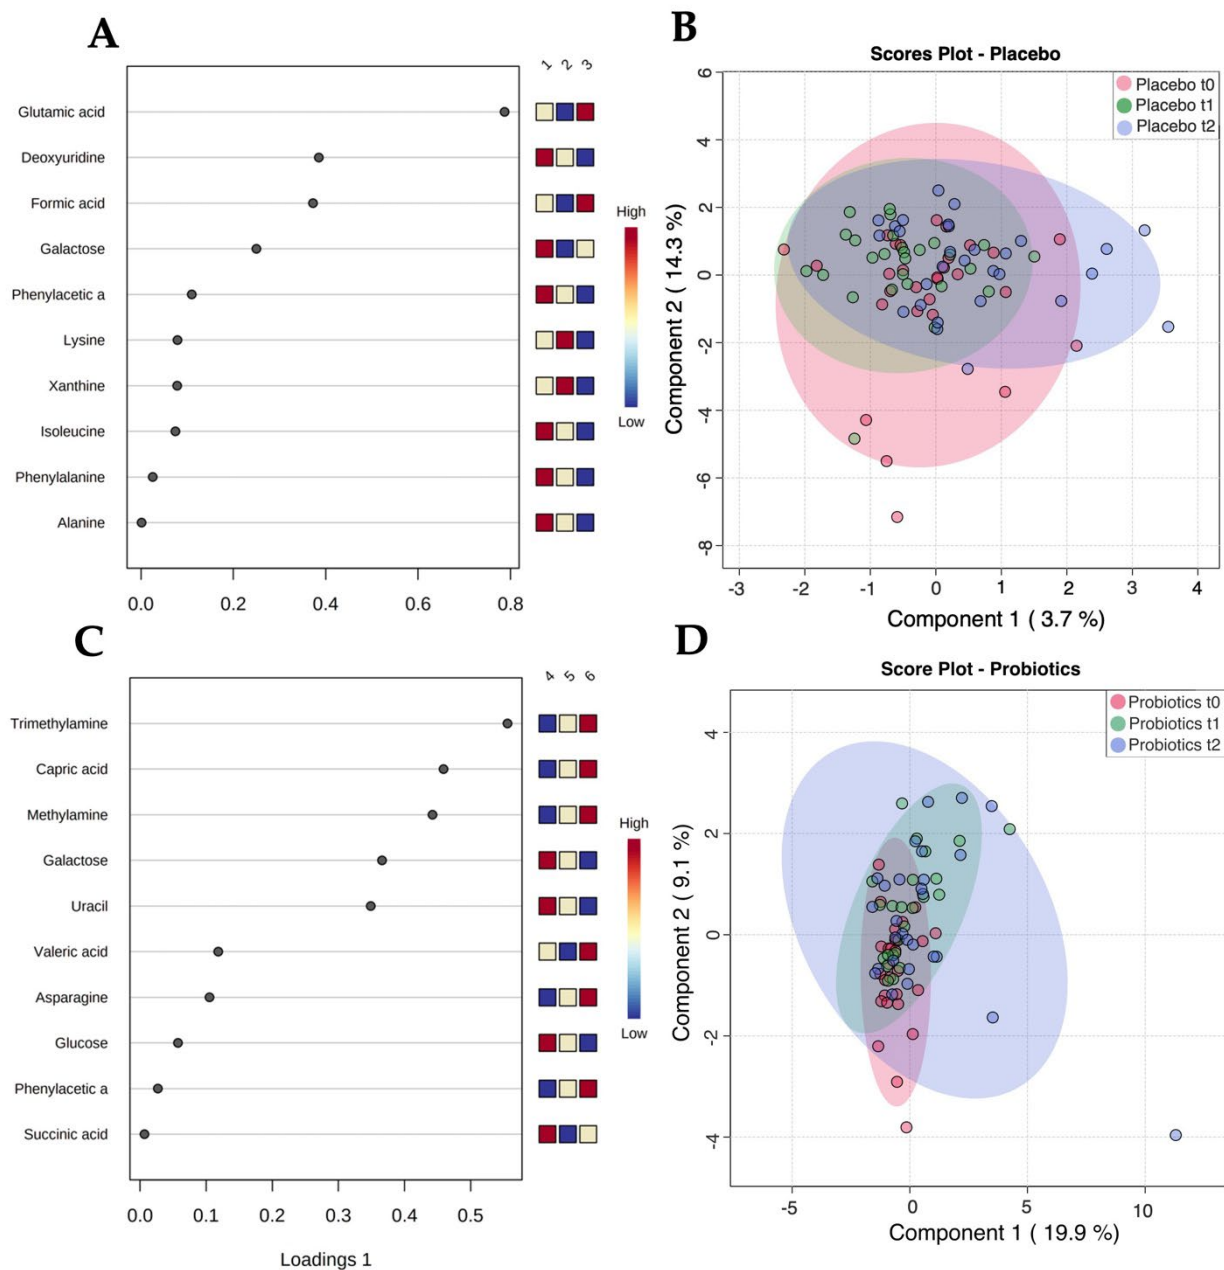 A
1 2 3
Glutamic acid
Deoxyuridine
Formic acid
Galactose
Phenylacetic a
Lysine
Xanthine
Isoleucine
Phenylalanine
Alanine
High
Low
0.0 0.2 0.4 0.6 0.8
B
Scores Plot - Placebo
Placebo t0
Placebo t1
Placebo t2
Component 2 ( 14.3 %)
6
4
2
0
-2
-4
-6
-8
-3 -2 -1 0 1 2 3 4
Component 1 ( 3.7 %)
C
4 5 6
Trimethylamine
Capric acid
Methylamine
Galactose
Uracil
Valeric acid
Asparagine
Glucose
Phenylacetic a
Succinic acid
High
Low
0.0 0.1 0.2 0.3 0.4 0.5
Loadings 1
D
Score Plot - Probiotics
Probiotics t0
Probiotics t1
Probiotics t2
Component 2 ( 9.1 %)
4
2
0
-2
-4
-5 0 5 10
Component 1 ( 19.9 %)